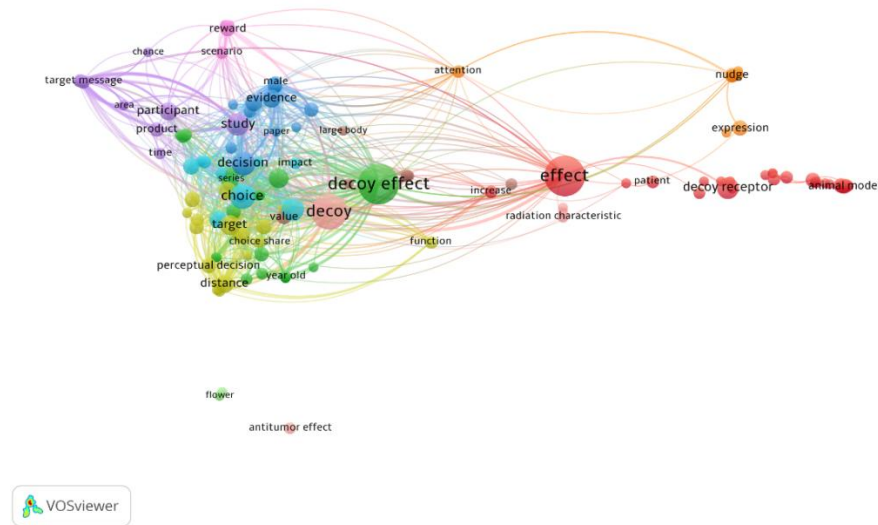 reward
chance
scenario
attention
target message
male
nudge
evidence
area
participant
study
expression
product
paper
large body
time
decision
impact
series
decoy effect
effect
patient
decoy receptor
animal mode
choice
increase
value
decoy
radiation characteristic
target
choice share
function
perceptual decision
year old
distance
flower
antitumor effect
VOSviewer